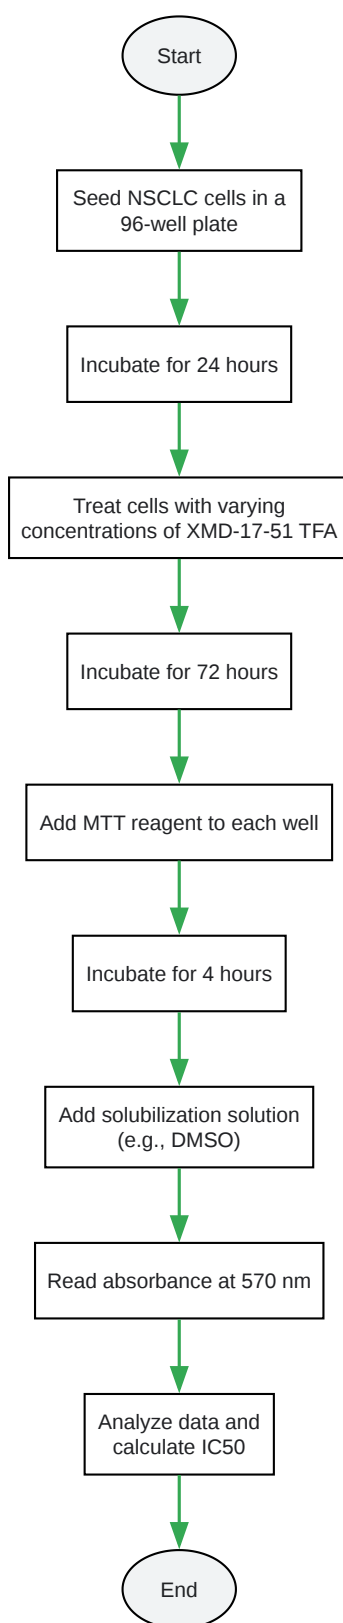 Start
Seed NSCLC cells in a
96-well plate
Incubate for 24 hours
Treat cells with varying
concentrations of XMD-17-51 TFA
Incubate for 72 hours
Add MTT reagent to each well
Incubate for 4 hours
Add solubilization solution
(e.g., DMSO)
Read absorbance at 570 nm
Analyze data and
calculate IC50
End